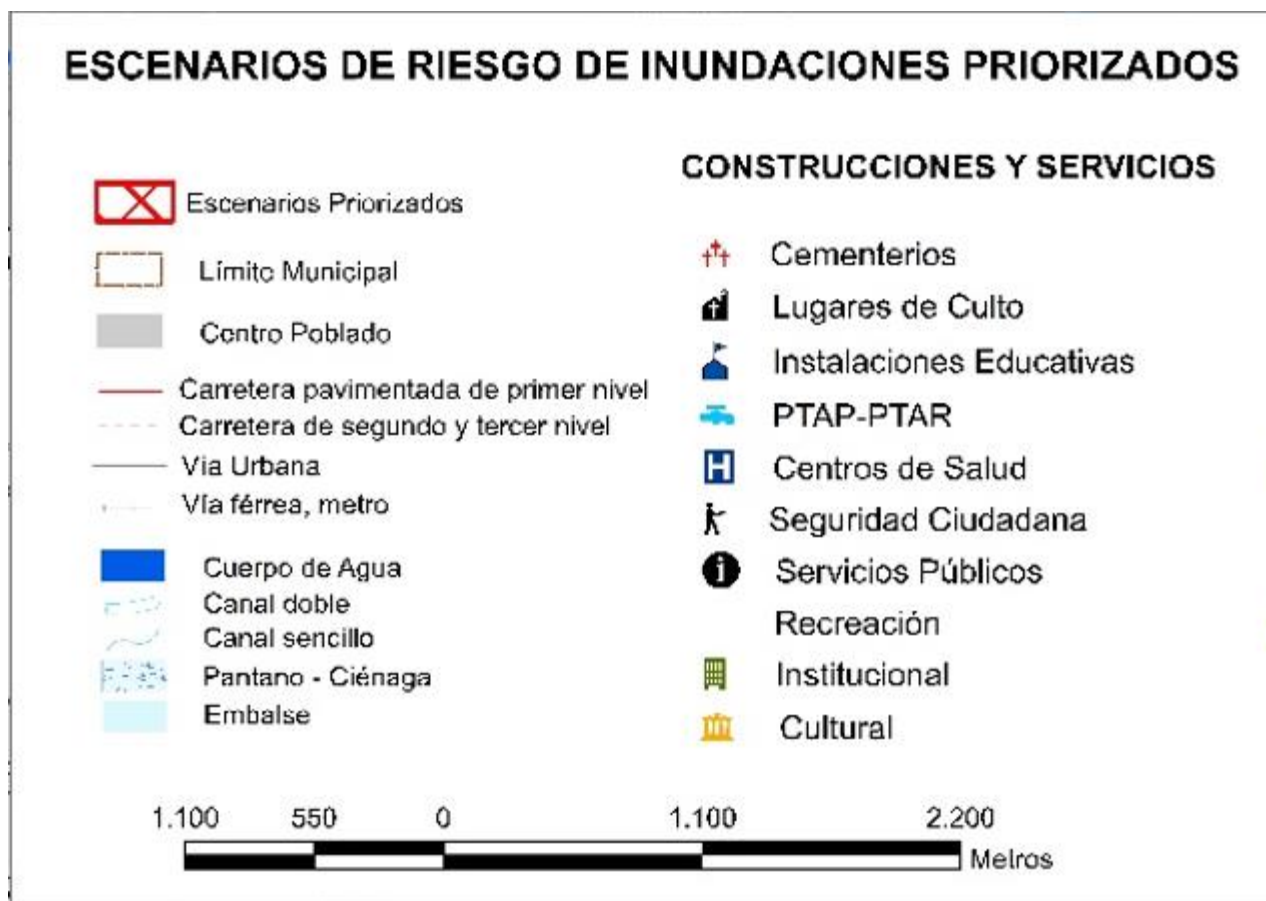 ESCENARIOS DE RIESGO DE INUNDACIONES PRIORIZADOS
Escenarios Priorizados
Límite Municipal
Centro Poblado
Carretera pavimentada de primer nivel
Carretera de segundo y tercer nivel
Via Urbana
Vía férrea, metro
Cuerpo de Agua
Canal doble
Canal sencillo
Pantano - Ciénaga
Embalse
CONSTRUCCIONES Y SERVICIOS
Cementerios
Lugares de Culto
Instalaciones Educativas
PTAP-PTAR
H Centros de Salud
Seguridad Ciudadana
i Servicios Públicos
Recreación
Institucional
Cultural
1.100 550 0 1.100 2.200
Metros